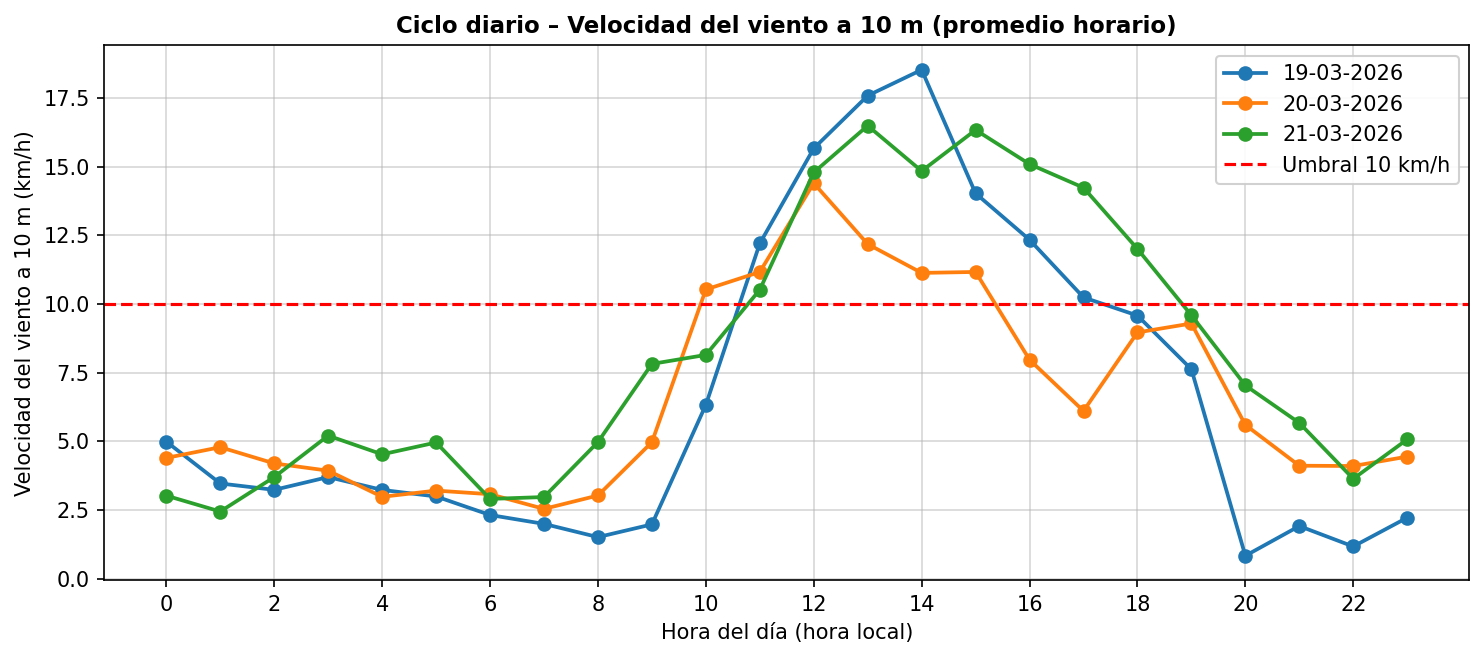 Ciclo diario – Velocidad del viento a 10 m (promedio horario)
19-03-2026
20-03-2026
21-03-2026
Umbral 10 km/h
Velocidad del viento a 10 m (km/h)
17.5
15.0
12.5
10.0
7.5
5.0
2.5
0.0
0 2 4 6 8 10 12 14 16 18 20 22
Hora del día (hora local)